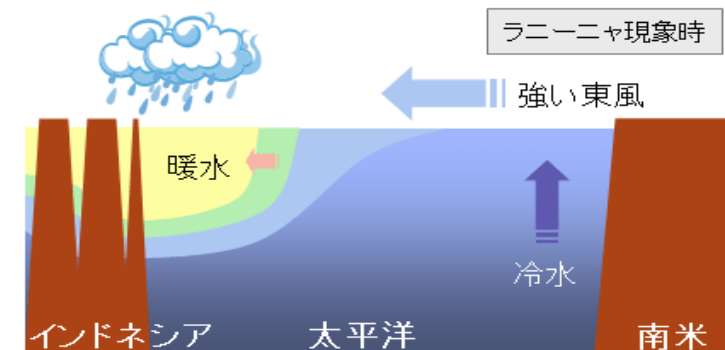 ラニーニャ現象時
強い東風
暖水
冷水
インドネシア
太平洋
南米